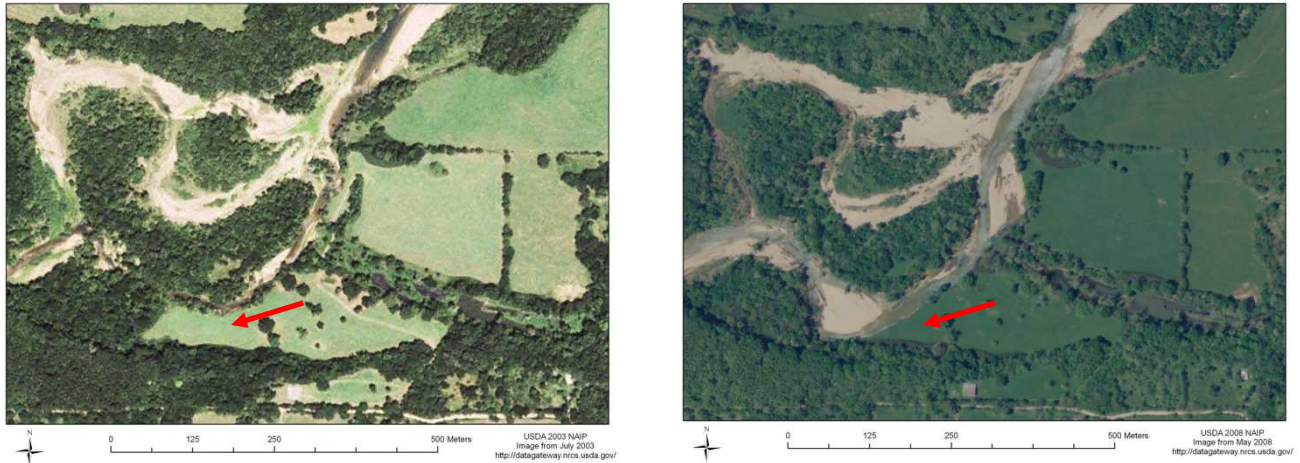 N
0 125 250 500 Meters
USDA 2003 NAIP
Image from July 2003
http://datagateway.nrcs.usda.gov/
N
0 125 250 500 Meters
USDA 2008 NAIP
Image from May 2008
http://datagateway.nrcs.usda.gov/